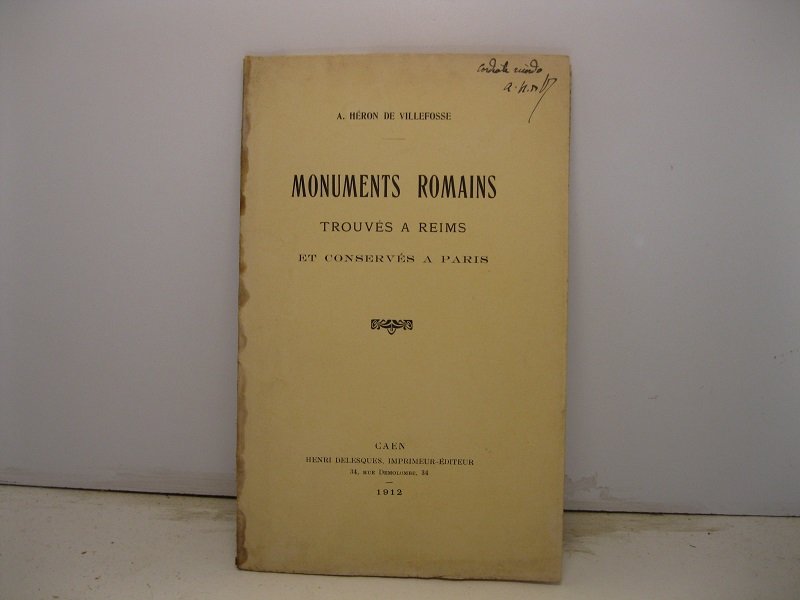 A. HÉRON DE VILLEFOSSE
MONUMENTS ROMAINS
TROUVÉS A REIMS
ET CONSERVÉS A PARIS
CAEN
HENRI DELESQUES, IMPRIMEUR-ÉDITEUR
34, RUE DEMOLOMBE, 34
1912